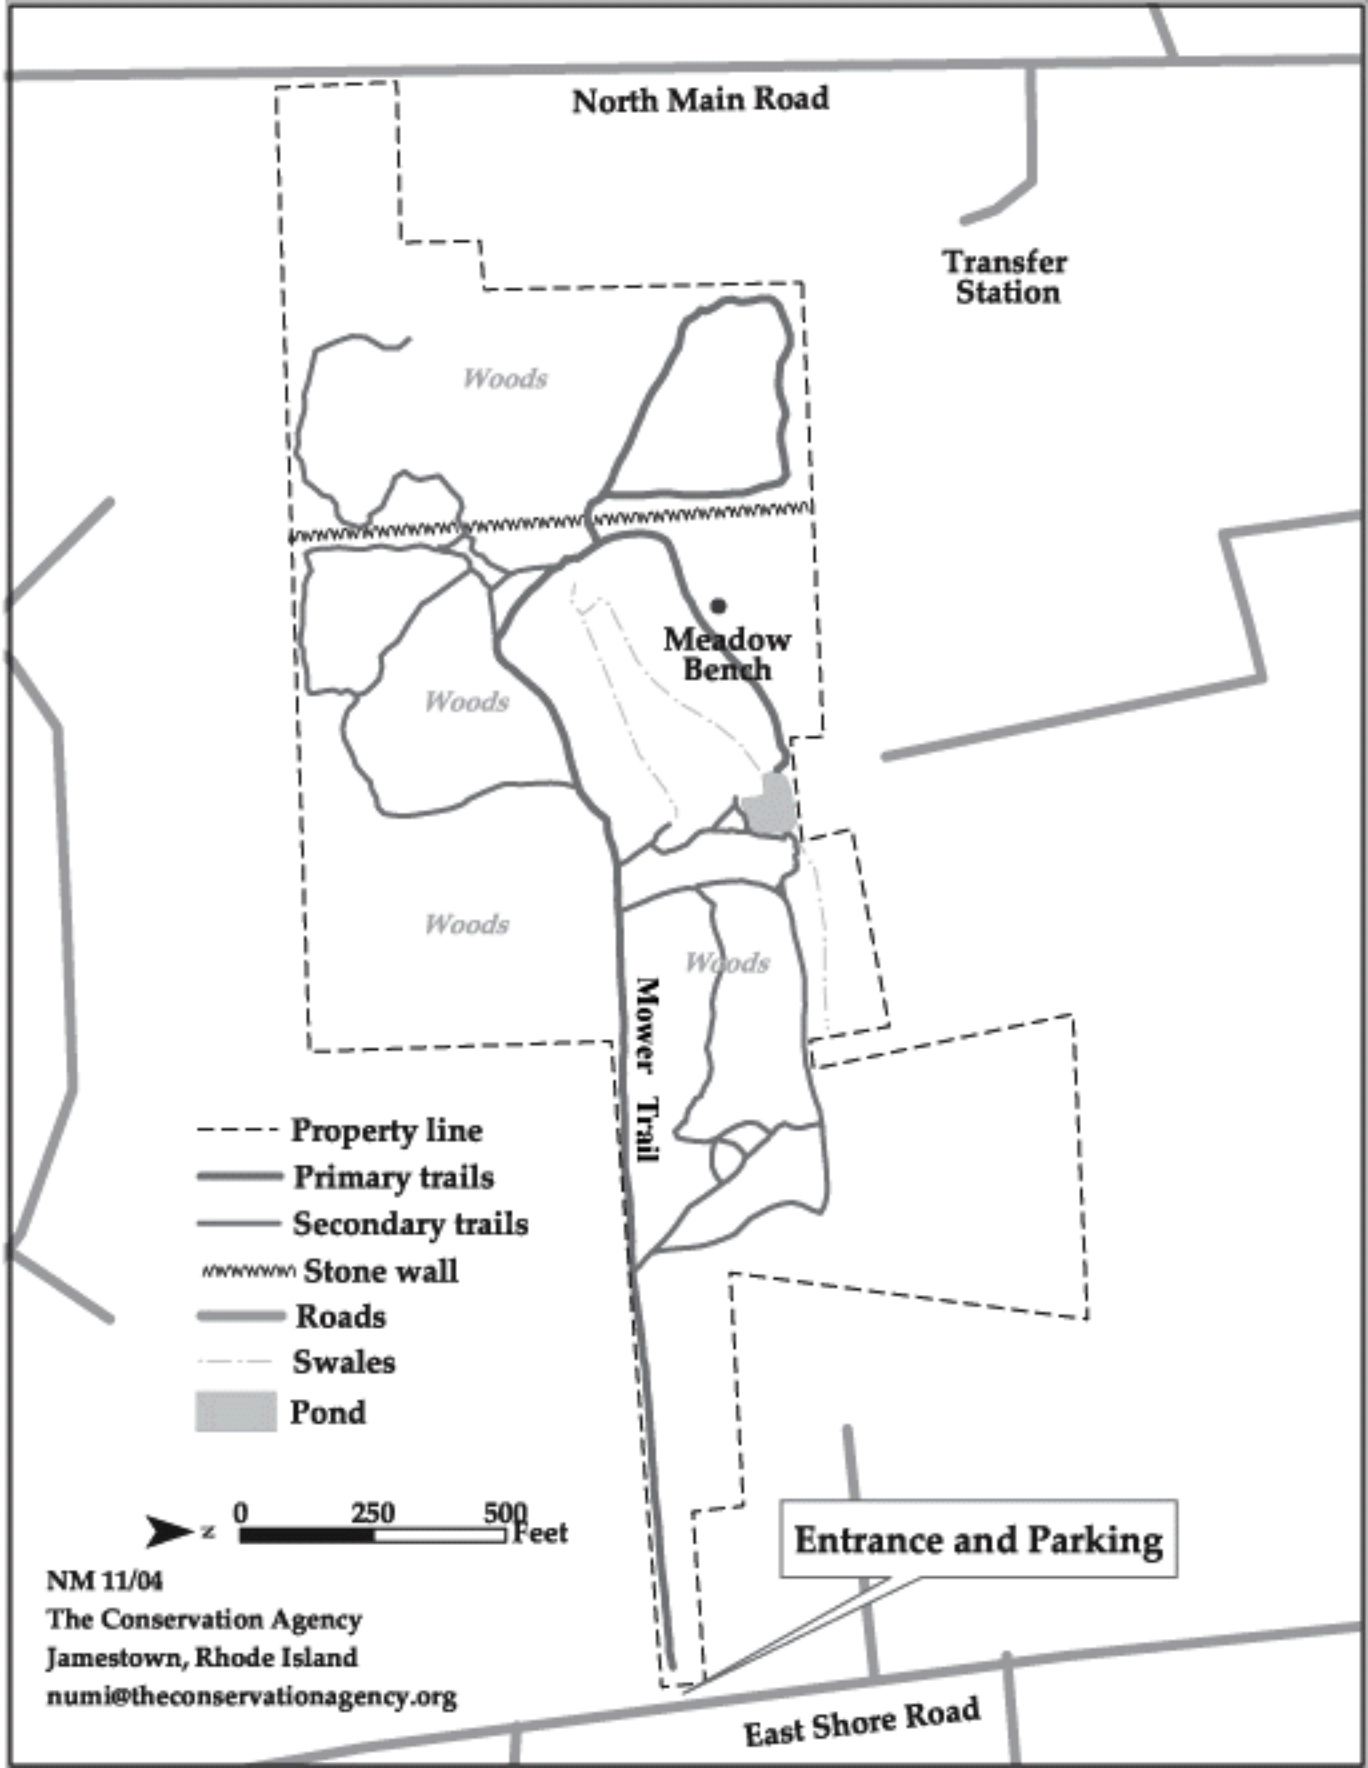 North Main Road
Transfer
Station
Woods
Meadow
Bench
Woods
Woods
Woods
Mower Trail
Property line
Primary trails
Secondary trails
Stone wall
Roads
Swales
Pond
0 250 500
Feet
N
Entrance and Parking
NM 11/04
The Conservation Agency
Jamestown, Rhode Island
numi@theconservationagency.org
East Shore Road